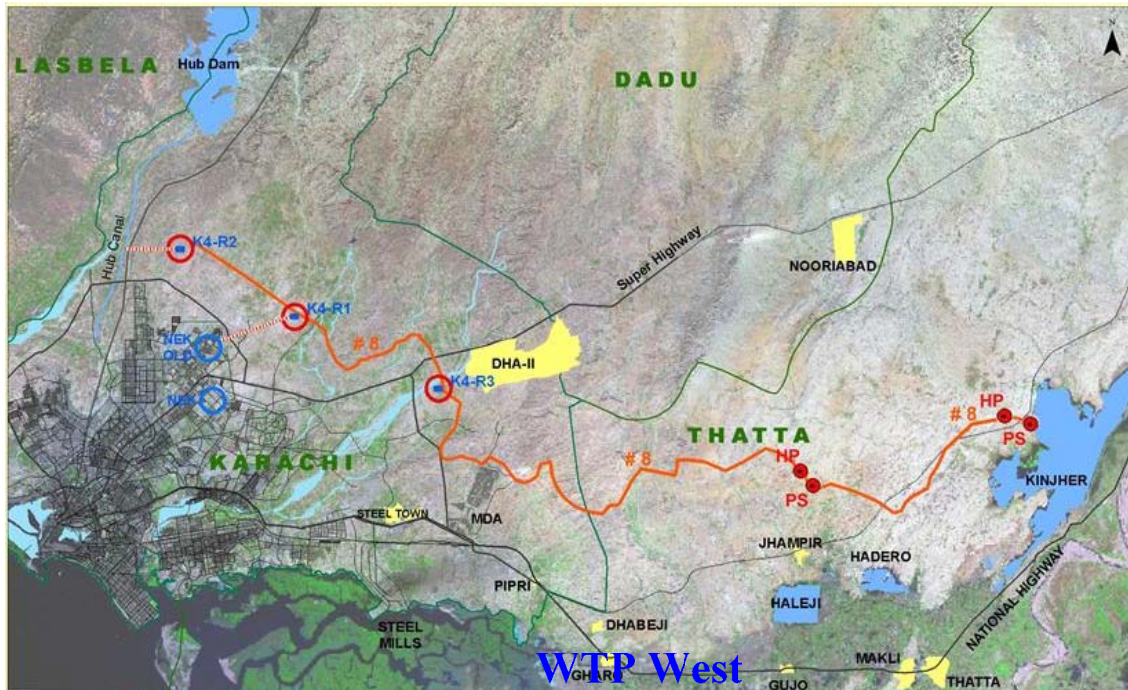 N
LASBELA
Hub Dam
DADU
Hub Canal
K4-R2
Super Highway
NOORIABAD
K4-R1
NEK
OLD
# 8
DHA-II
K4-R3
NEK
HP
# 8
PS
THATTA
KARACHI
# 8
HP
PS
KINJHER
STEEL TOWN
MDA
JHAMPIR
HADERO
NATIONAL HIGHWAY
PIPRI
HALEJI
STEEL
MILLS
DHABEJI
MAKLI
WTP West
GHARO
GUJO
THATTA